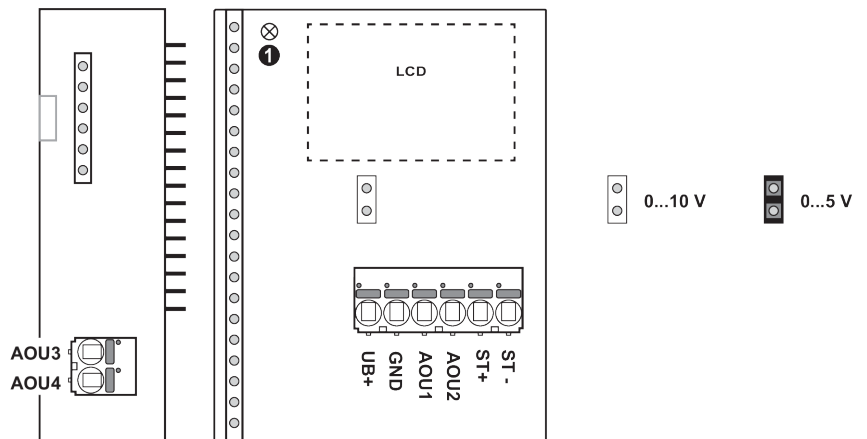 1
LCD
0...10 V
0...5 V
AOU3
AOU4
UB+
GND
AOU1
AOU2
ST+
ST -